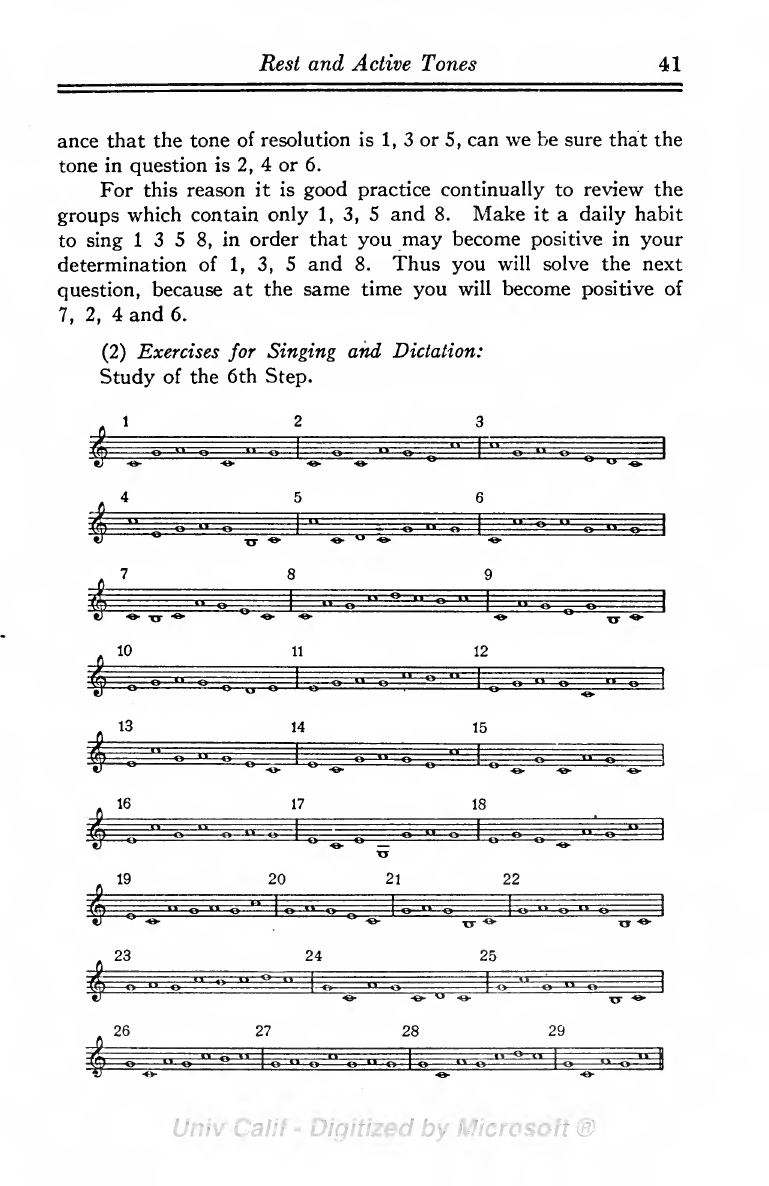 Rest and Active Tones 41
ance that the tone of resolution is 1, 3 or 5, can we be sure that the
tone in question is 2, 4 or 6.
For this reason it is good practice continually to review the
groups which contain only 1, 3, 5 and 8. Make it a daily habit
to sing 1 3 5 8, in order that you may become positive in your
determination of 1, 3, 5 and 8. Thus you will solve the next
question, because at the same time you will become positive of
7, 2, 4 and 6.
(2) Exercises for Singing and Dictation:
Study of the 6th Step.
1 2 3
4 5 6
7 8 9
10 11 12
13 14 15
16 17 18
19 20 21 22
23 24 25
26 27 28 29
Univ Calif - Digitized by Microsoft ®